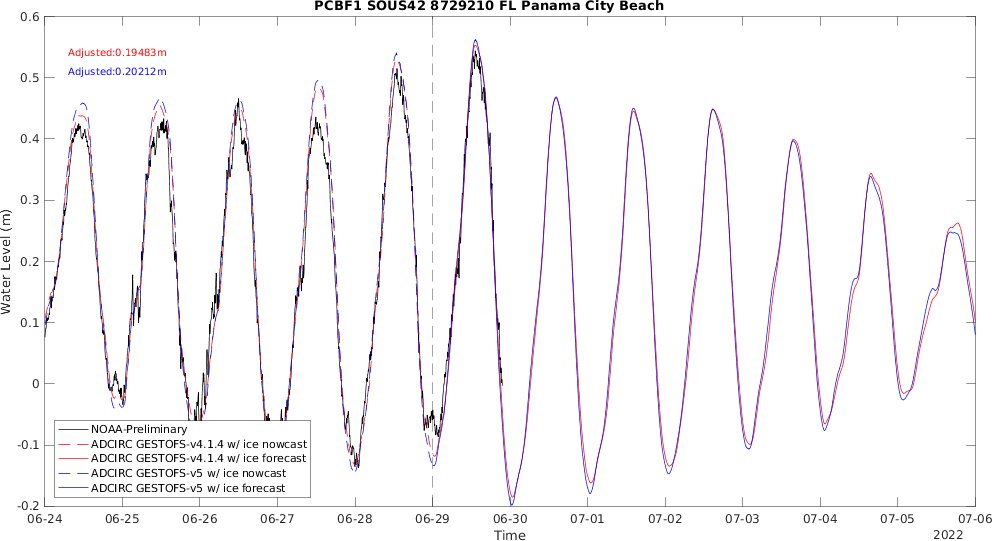 PCBF1 SOUS42 8729210 FL Panama City Beach
Adjusted:0.19483m
Adjusted:0.20212m
Water Level (m)
0.6
0.5
0.4
0.3
0.2
0.1
0
-0.1
-0.2
NOAA-Preliminary
ADCIRC GESTOFS-v4.1.4 w/ ice nowcast
ADCIRC GESTOFS-v4.1.4 w/ ice forecast
ADCIRC GESTOFS-v5 w/ ice nowcast
ADCIRC GESTOFS-v5 w/ ice forecast
06-24 06-25 06-26 06-27 06-28 06-29 06-30 07-01 07-02 07-03 07-04 07-05 07-06
2022
Time